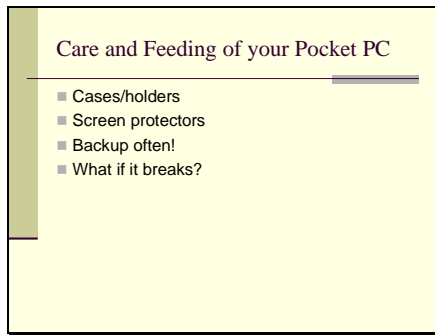 Care and Feeding of your Pocket PC
Cases/holders
Screen protectors
Backup often!
What if it breaks?